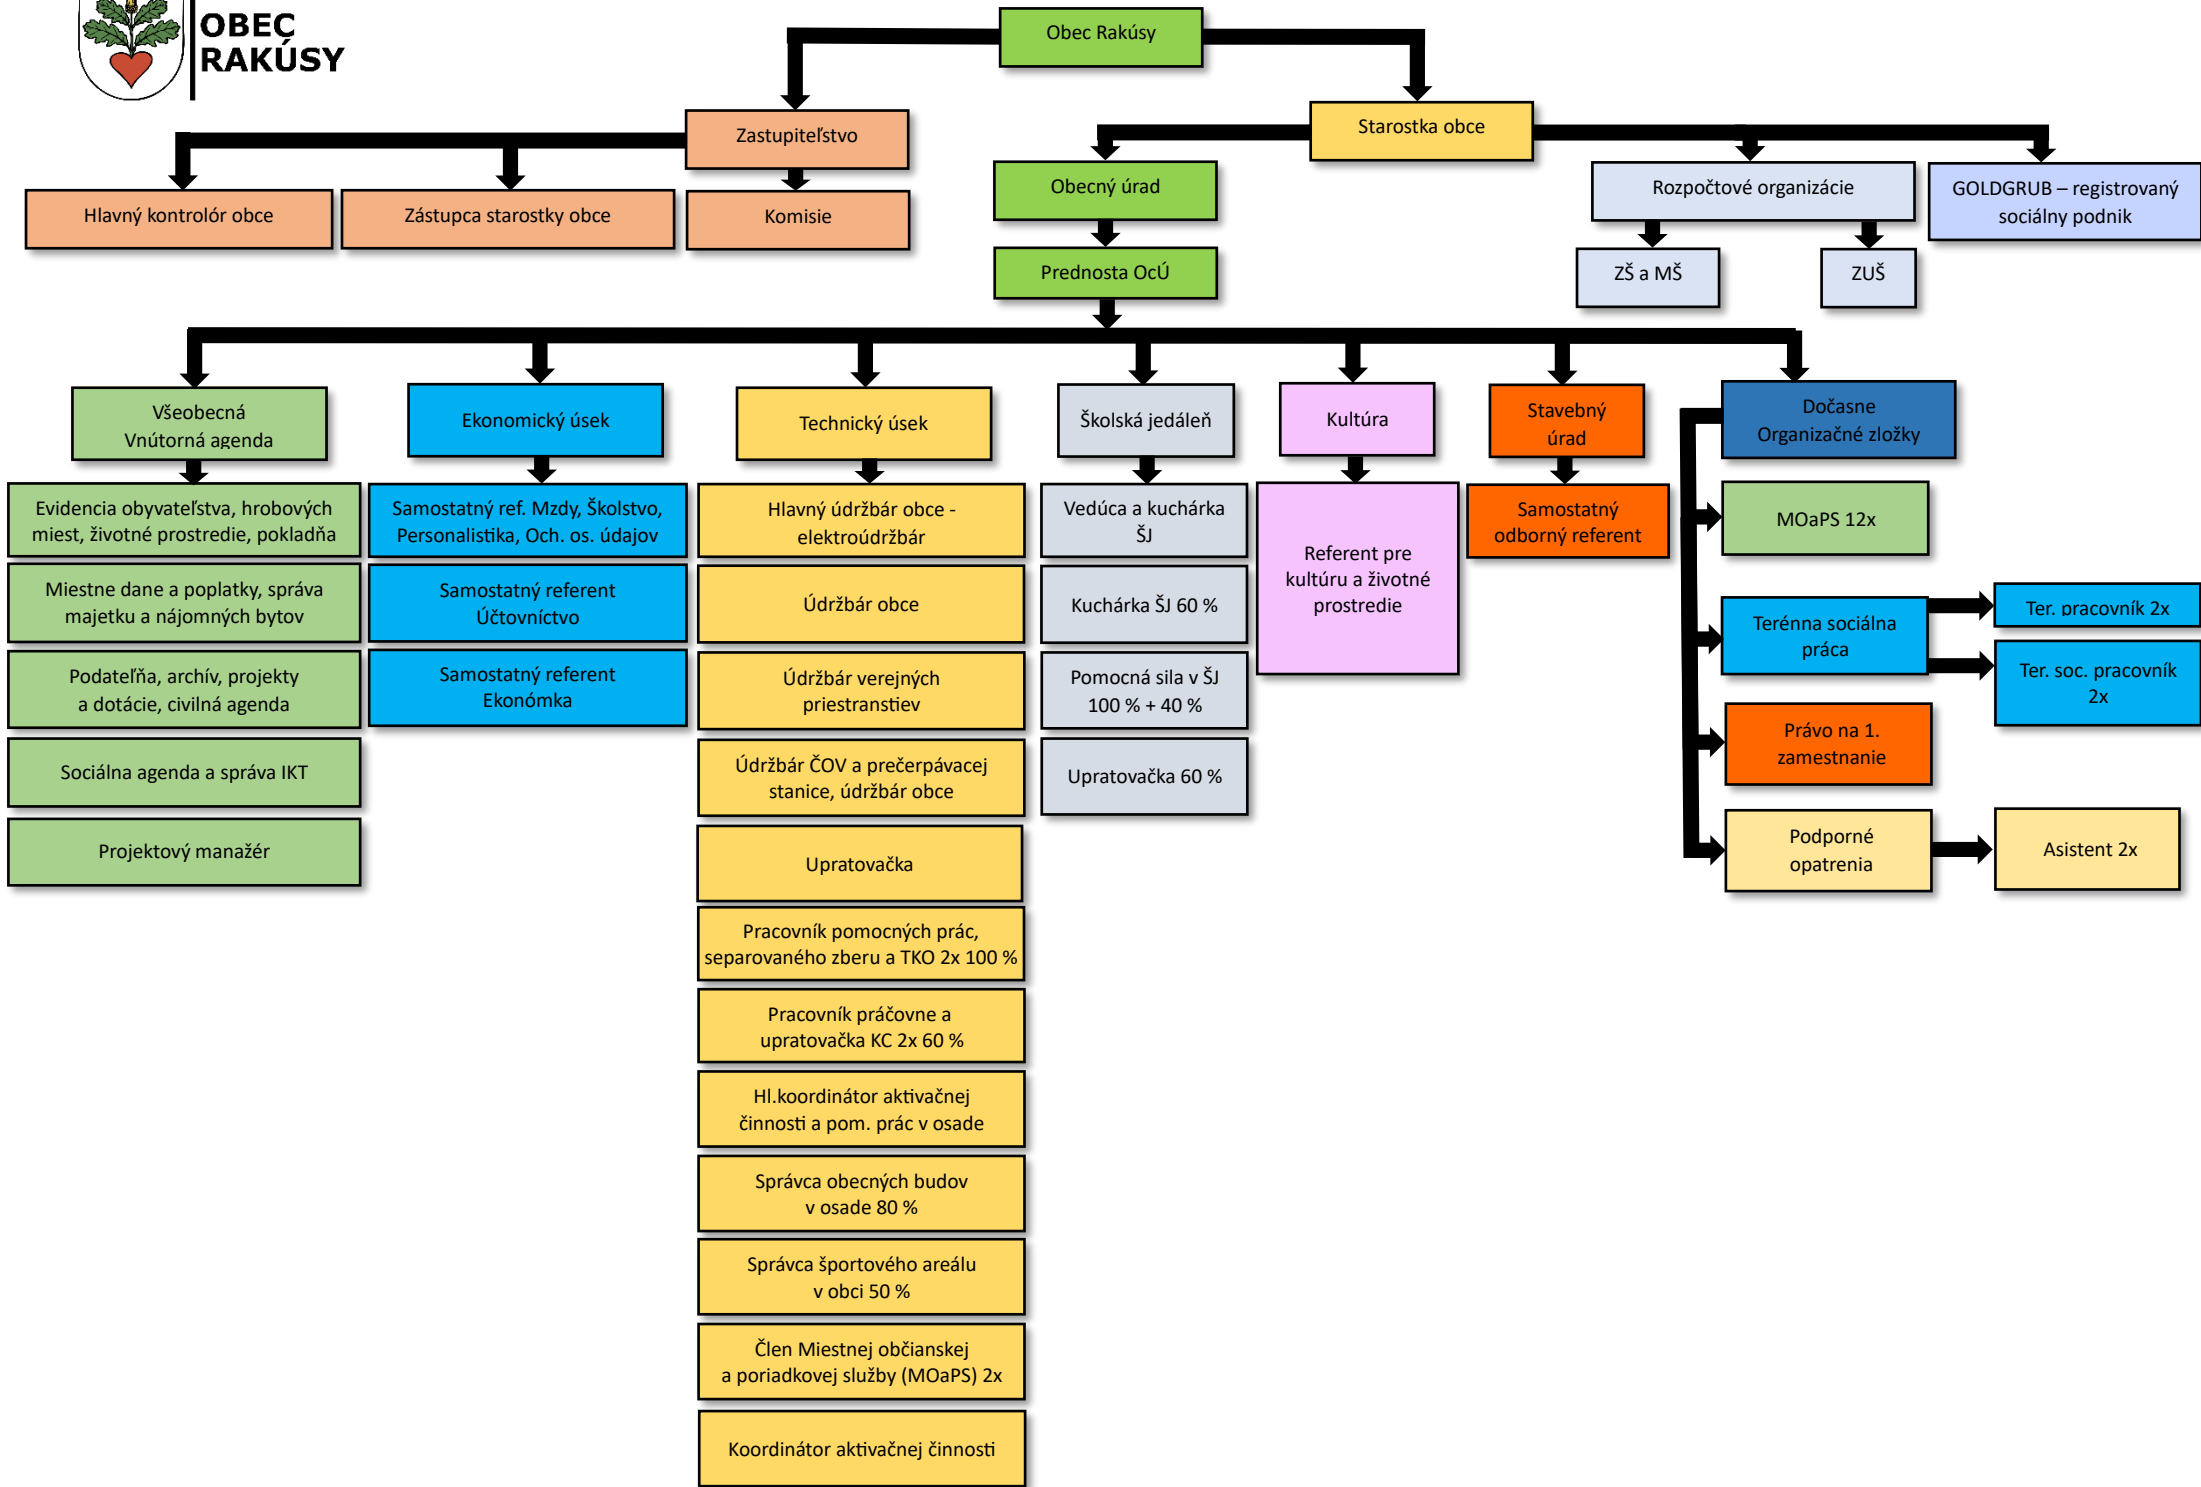 OBEC
RAKÚSY
Obec Rakúsy
Zastupiteľstvo
Starostka obce
Hlavný kontrolór obce
Zástupca starostky obce
Komisie
Obecný úrad
Prednosta OcÚ
Rozpočtové organizácie
ZŠ a MŠ
ZUŠ
GOLDGRUB – registrovaný
sociálny podnik
Všeobecná
Vnútorná agenda
Evidencia obyvateľstva, hrobových
miest, životné prostredie, pokladňa
Miestne dane a poplatky, správa
majetku a nájomných bytov
Podateľňa, archív, projekty
a dotácie, civilná agenda
Sociálna agenda a správa IKT
Projektový manažér
Ekonomický úsek
Samostatný ref. Mzdy, Školstvo,
Personalistika, Och. os. údajov
Samostatný referent
Účtovníctvo
Samostatný referent
Ekonómka
Technický úsek
Hlavný údržbár obce -
elektroúdržbár
Údržbár obce
Údržbár verejných
priestranstiev
Údržbár ČOV a prečerpávacej
stanice, údržbár obce
Upratovačka
Pracovník pomocných prác,
separovaného zberu a TKO 2x 100 %
Pracovník práčovne a
upratovačka KC 2x 60 %
Hl.koordinátor aktivačnej
činnosti a pom. prác v osade
Správca obecných budov
v osade 80 %
Správca športového areálu
v obci 50 %
Člen Miestnej občianskej
a poriadkovej služby (MOaPS) 2x
Koordinátor aktivačnej činnosti
Školská jedáleň
Vedúca a kuchárka
ŠJ
Kuchárka ŠJ 60 %
Pomocná sila v ŠJ
100 % + 40 %
Upratovačka 60 %
Kultúra
Referent pre
kultúru a životné
prostredie
Stavebný
úrad
Samostatný
odborný referent
Dočasne
Organizačné zložky
MOaPS 12x
Terénna sociálna
práca
Ter. pracovník 2x
Ter. soc. pracovník
2x
Právo na 1.
zamestnanie
Podporné
opatrenia
Asistent 2x